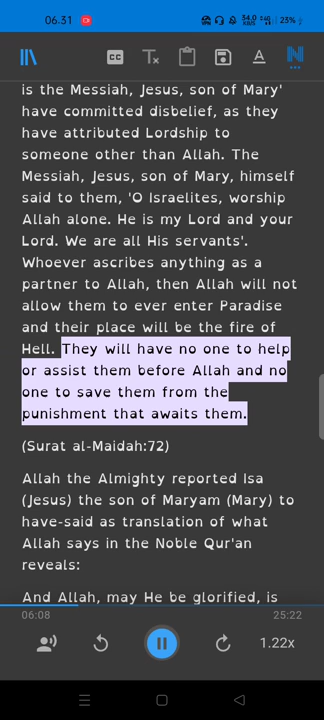 06.31
34.0
KB/S
23%
CC
is the Messiah, Jesus, son of Mary'
have committed disbelief, as they
have attributed Lordship to
someone other than Allah. The
Messiah, Jesus, son of Mary, himself
said to them, 'O Israelites, worship
Allah alone. He is my Lord and your
Lord. We are all His servants'.
Whoever ascribes anything as a
partner to Allah, then Allah will not
allow them to ever enter Paradise
and their place will be the fire of
Hell. They will have no one to help
or assist them before Allah and no
one to save them from the
punishment that awaits them.
(Surat al-Maidah:72)
Allah the Almighty reported Isa
(Jesus) the son of Maryam (Mary) to
have-said as translation of what
Allah says in the Noble Qur'an
reveals:
And Allah, may He be glorified, is
06:08
25:22
1.22x